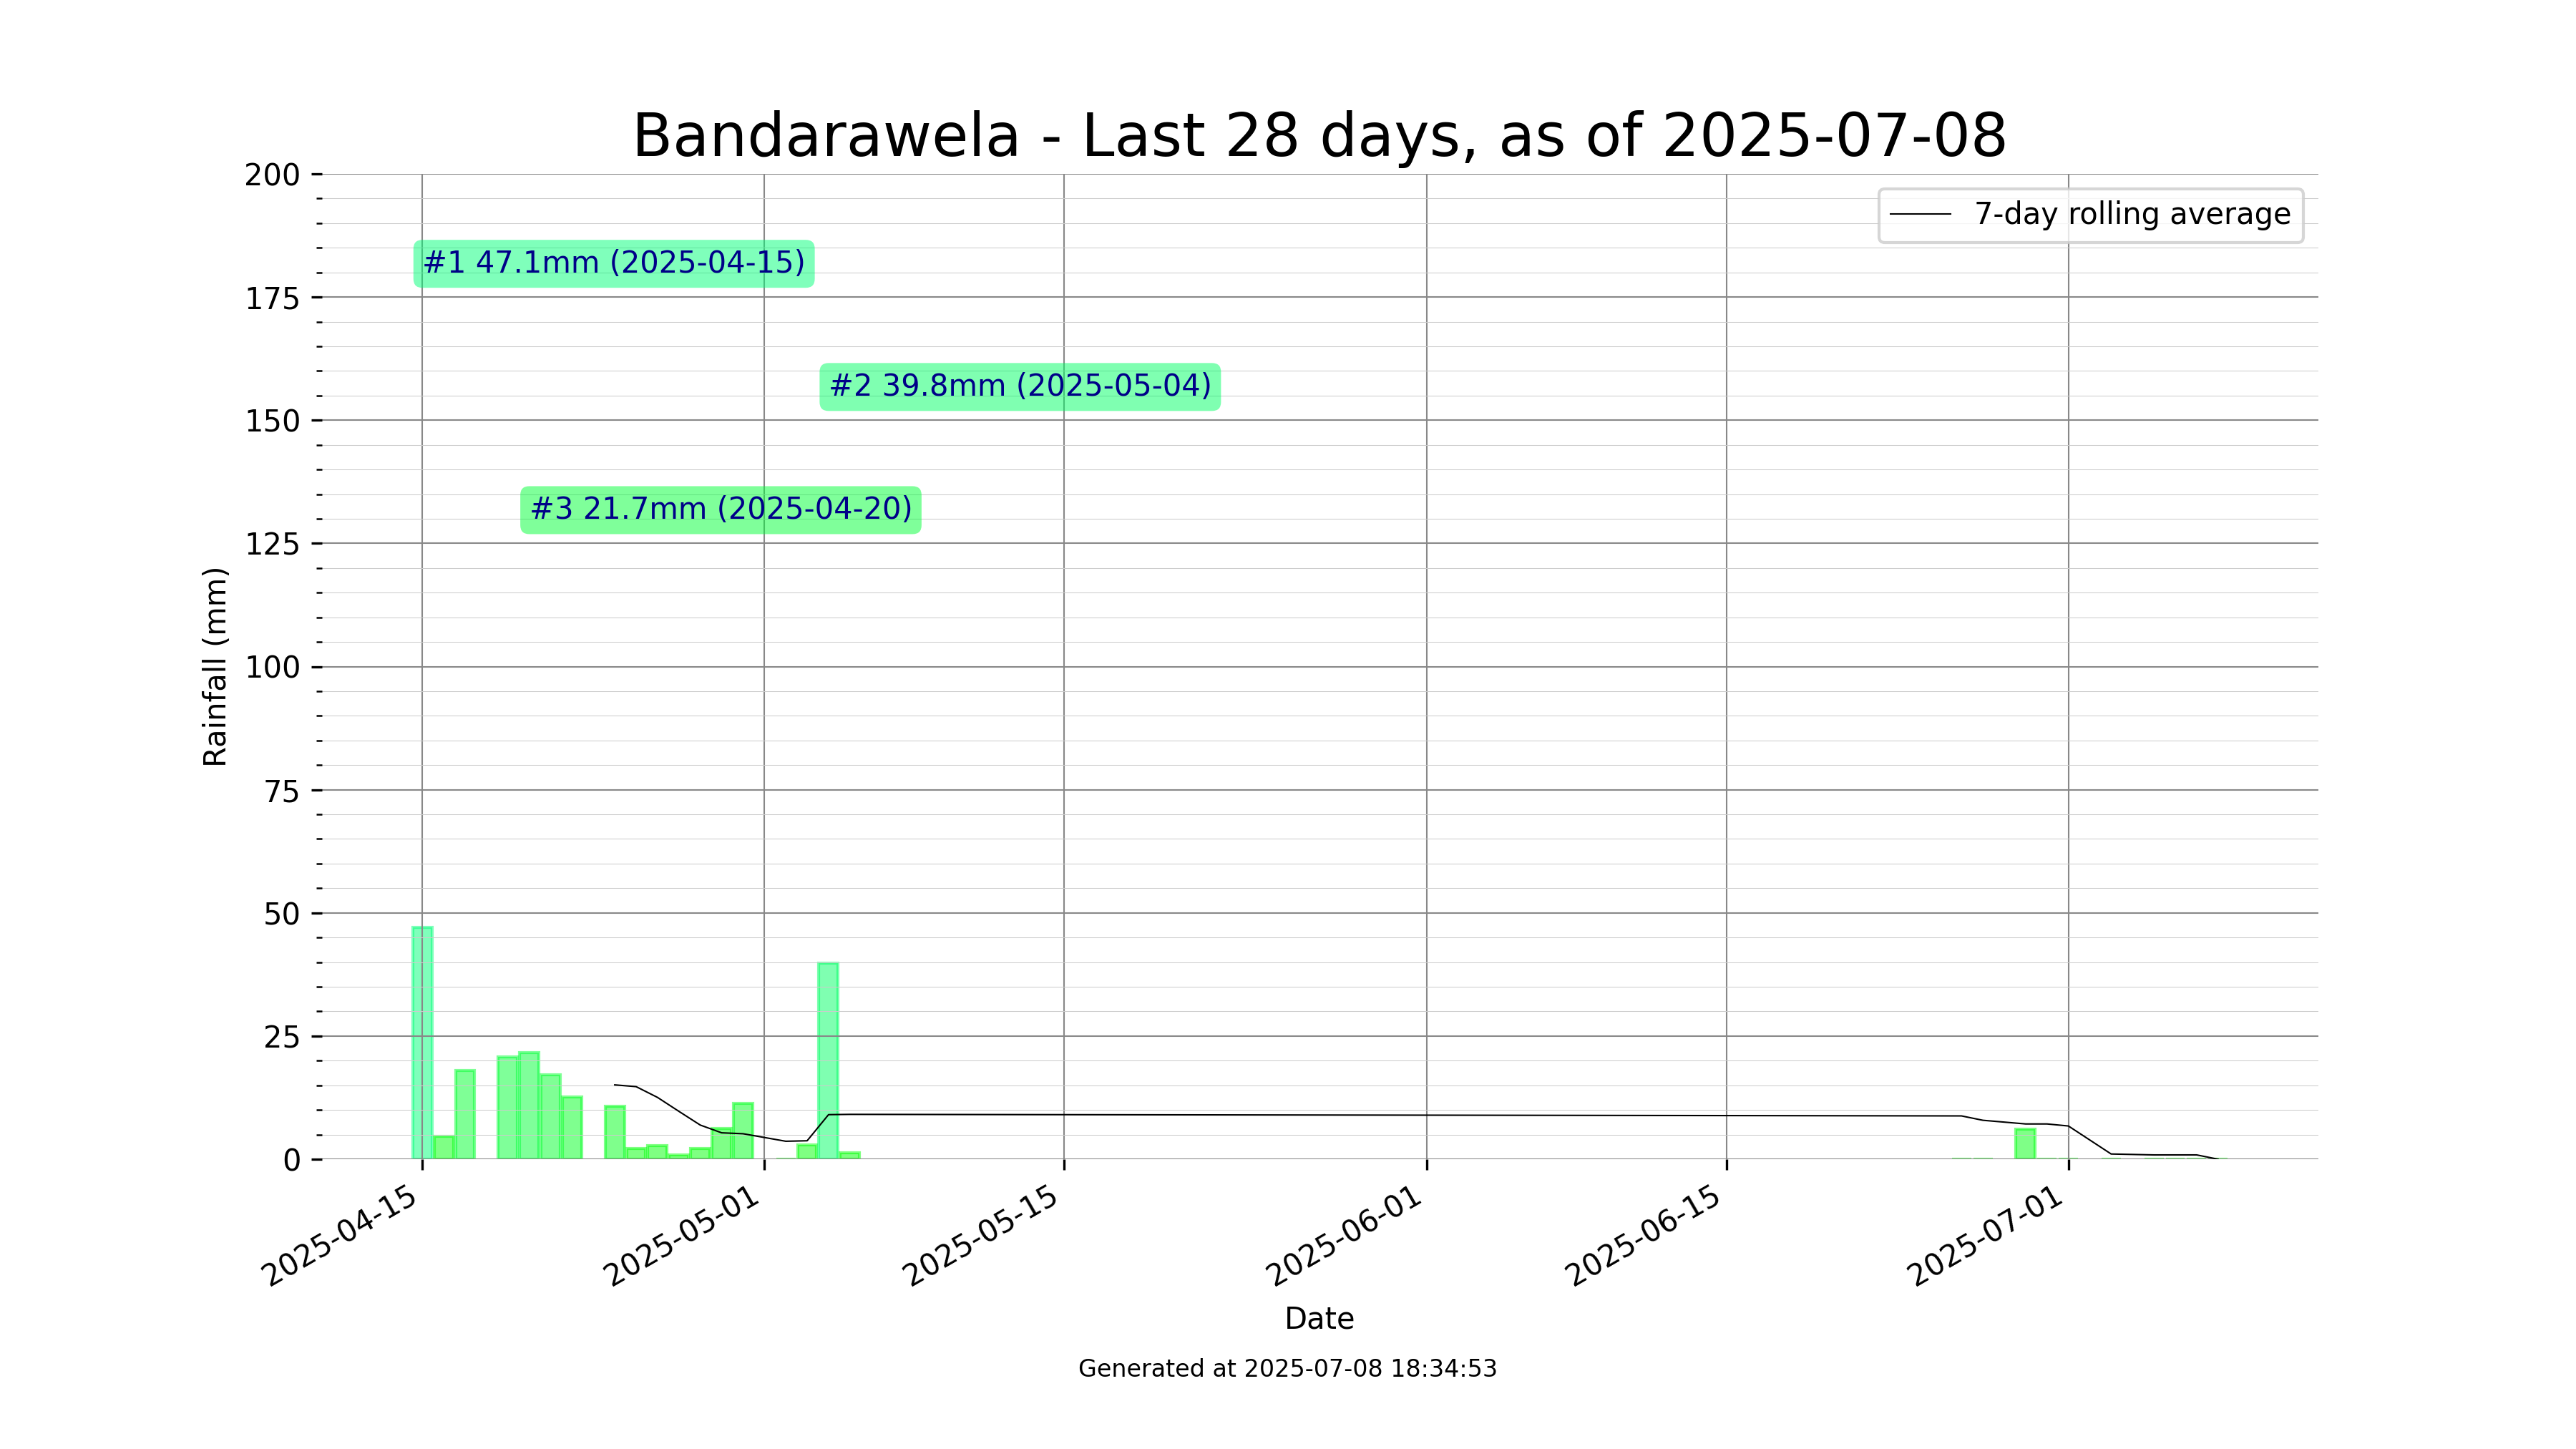 Bandarawela - Last 28 days, as of 2025-07-08
200
175
150
125
100
75
50
25
0
Rainfall (mm)
7-day rolling average
#1 47.1mm (2025-04-15)
#2 39.8mm (2025-05-04)
#3 21.7mm (2025-04-20)
2025-04-15
2025-05-01
2025-05-15
2025-06-01
2025-06-15
2025-07-01
Date
Generated at 2025-07-08 18:34:53